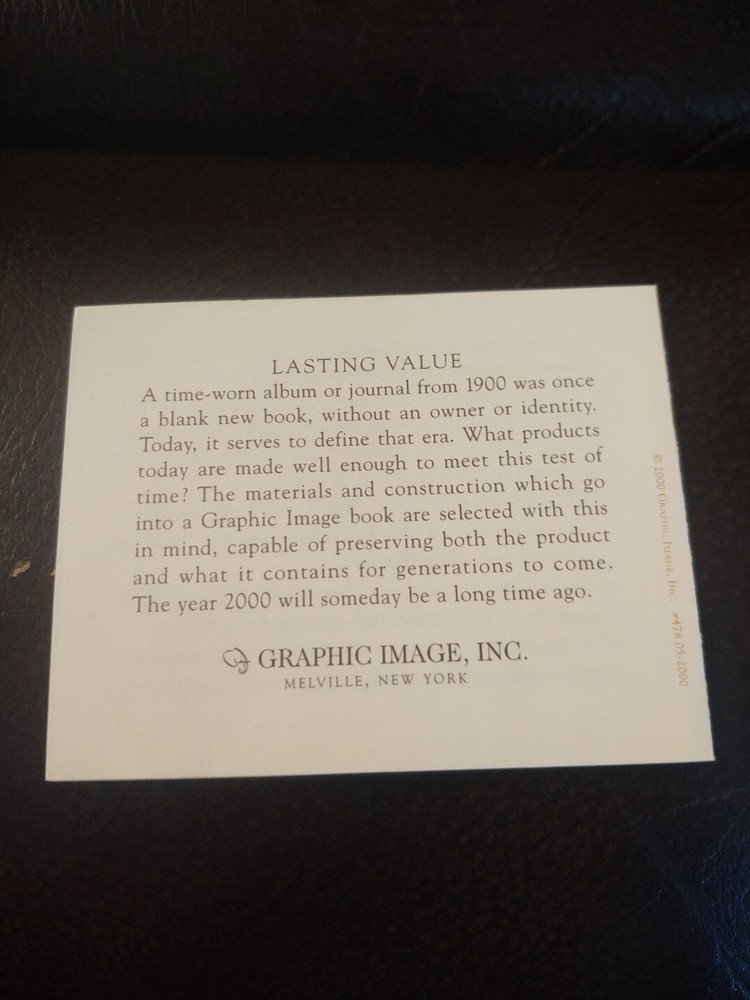 LASTING VALUE
A time-worn album or journal from 1900 was once
a blank new book, without an owner or identity.
Today, it serves to define that era. What products
today are made well enough to meet this test of
time? The materials and construction which go
into a Graphic Image book are selected with this
in mind, capable of preserving both the product
and what it contains for generations to come.
The year 2000 will someday be a long time ago.
GRAPHIC IMAGE, INC.
MELVILLE, NEW YORK
© 2000 GRAPHIC IMAGE, INC. #478 05-2000